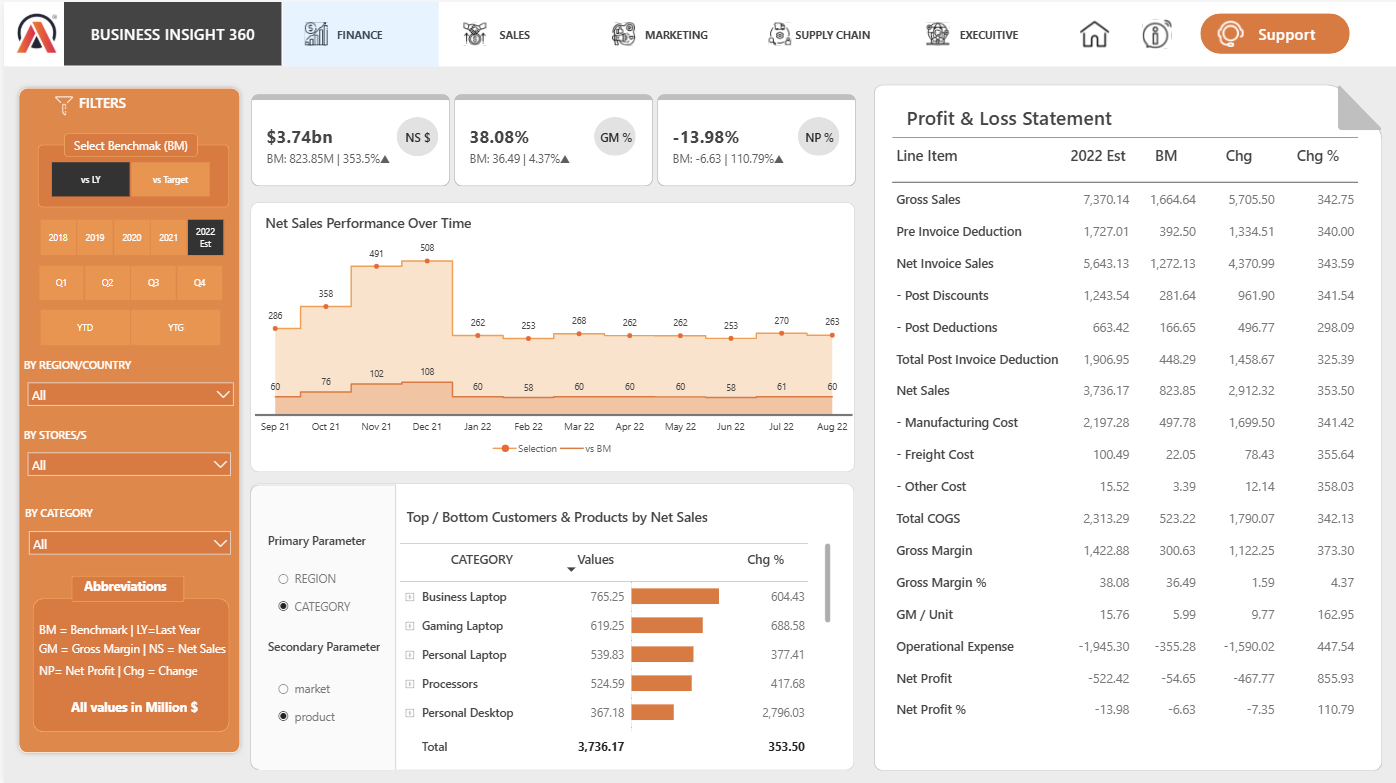 BUSINESS INSIGHT 360
FINANCE
SALES
MARKETING
SUPPLY CHAIN
EXECUTIVE
Support
FILTERS
Select Benchmak (BM)
vs LY
vs Target
2018
2019
2020
2021
2022
Est
Q1
Q2
Q3
Q4
YTD
YTG
BY REGION/COUNTRY
All
BY STORES/S
All
BY CATEGORY
All
Abbreviations
BM = Benchmark | LY=Last Year
GM = Gross Margin | NS = Net Sales
NP= Net Profit | Chg = Change
All values in Million $
$3.74bn
NS $
BM: 823.85M | 353.5%▲
38.08%
GM %
BM: 36.49 | 4.37%▲
-13.98%
NP %
BM: -6.63 | 110.79%▲
Net Sales Performance Over Time
286 358 491 508 262 253 268 262 262 253 270 263
60 76 102 108 60 58 60 60 60 58 61 60
Sep 21 Oct 21 Nov 21 Dec 21 Jan 22 Feb 22 Mar 22 Apr 22 May 22 Jun 22 Jul 22 Aug 22
Selection vs BM
Primary Parameter
REGION
CATEGORY
Secondary Parameter
market
product
Top / Bottom Customers & Products by Net Sales
CATEGORY Values Chg %
Business Laptop 765.25 604.43
Gaming Laptop 619.25 688.58
Personal Laptop 539.83 377.41
Processors 524.59 417.68
Personal Desktop 367.18 2,796.03
Total 3,736.17 353.50
Profit & Loss Statement
Line Item 2022 Est BM Chg Chg %
Gross Sales 7,370.14 1,664.64 5,705.50 342.75
Pre Invoice Deduction 1,727.01 392.50 1,334.51 340.00
Net Invoice Sales 5,643.13 1,272.13 4,370.99 343.59
- Post Discounts 1,243.54 281.64 961.90 341.54
- Post Deductions 663.42 166.65 496.77 298.09
Total Post Invoice Deduction 1,906.95 448.29 1,458.67 325.39
Net Sales 3,736.17 823.85 2,912.32 353.50
- Manufacturing Cost 2,197.28 497.78 1,699.50 341.42
- Freight Cost 100.49 22.05 78.43 355.64
- Other Cost 15.52 3.39 12.14 358.03
Total COGS 2,313.29 523.22 1,790.07 342.13
Gross Margin 1,422.88 300.63 1,122.25 373.30
Gross Margin % 38.08 36.49 1.59 4.37
GM / Unit 15.76 5.99 9.77 162.95
Operational Expense -1,945.30 -355.28 -1,590.02 447.54
Net Profit -522.42 -54.65 -467.77 855.93
Net Profit % -13.98 -6.63 -7.35 110.79